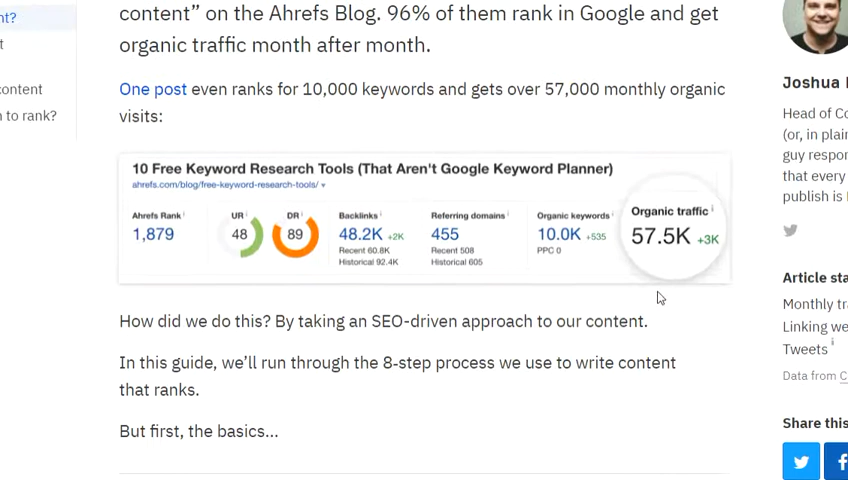 nt?
content” on the Ahrefs Blog. 96% of them rank in Google and get
organic traffic month after month.
content
to rank?
One post even ranks for 10,000 keywords and gets over 57,000 monthly organic
visits:
10 Free Keyword Research Tools (That Aren't Google Keyword Planner)
ahrefs.com/blog/free-keyword-research-tools/
Ahrefs Rank
1,879
UR
48
DR
89
Backlinks
48.2K +2K
Recent 60.8K
Historical 92.4K
Referring domains
455
Recent 508
Historical 605
Organic keywords
10.0K +535
PPC 0
Organic traffic
57.5K +3K
How did we do this? By taking an SEO-driven approach to our content.
In this guide, we’ll run through the 8-step process we use to write content
that ranks.
But first, the basics...
Joshua
Head of Co
(or, in plai
guy respon
that every
publish is
Article sta
Monthly tr
Linking we
Tweets
Data from C
Share this